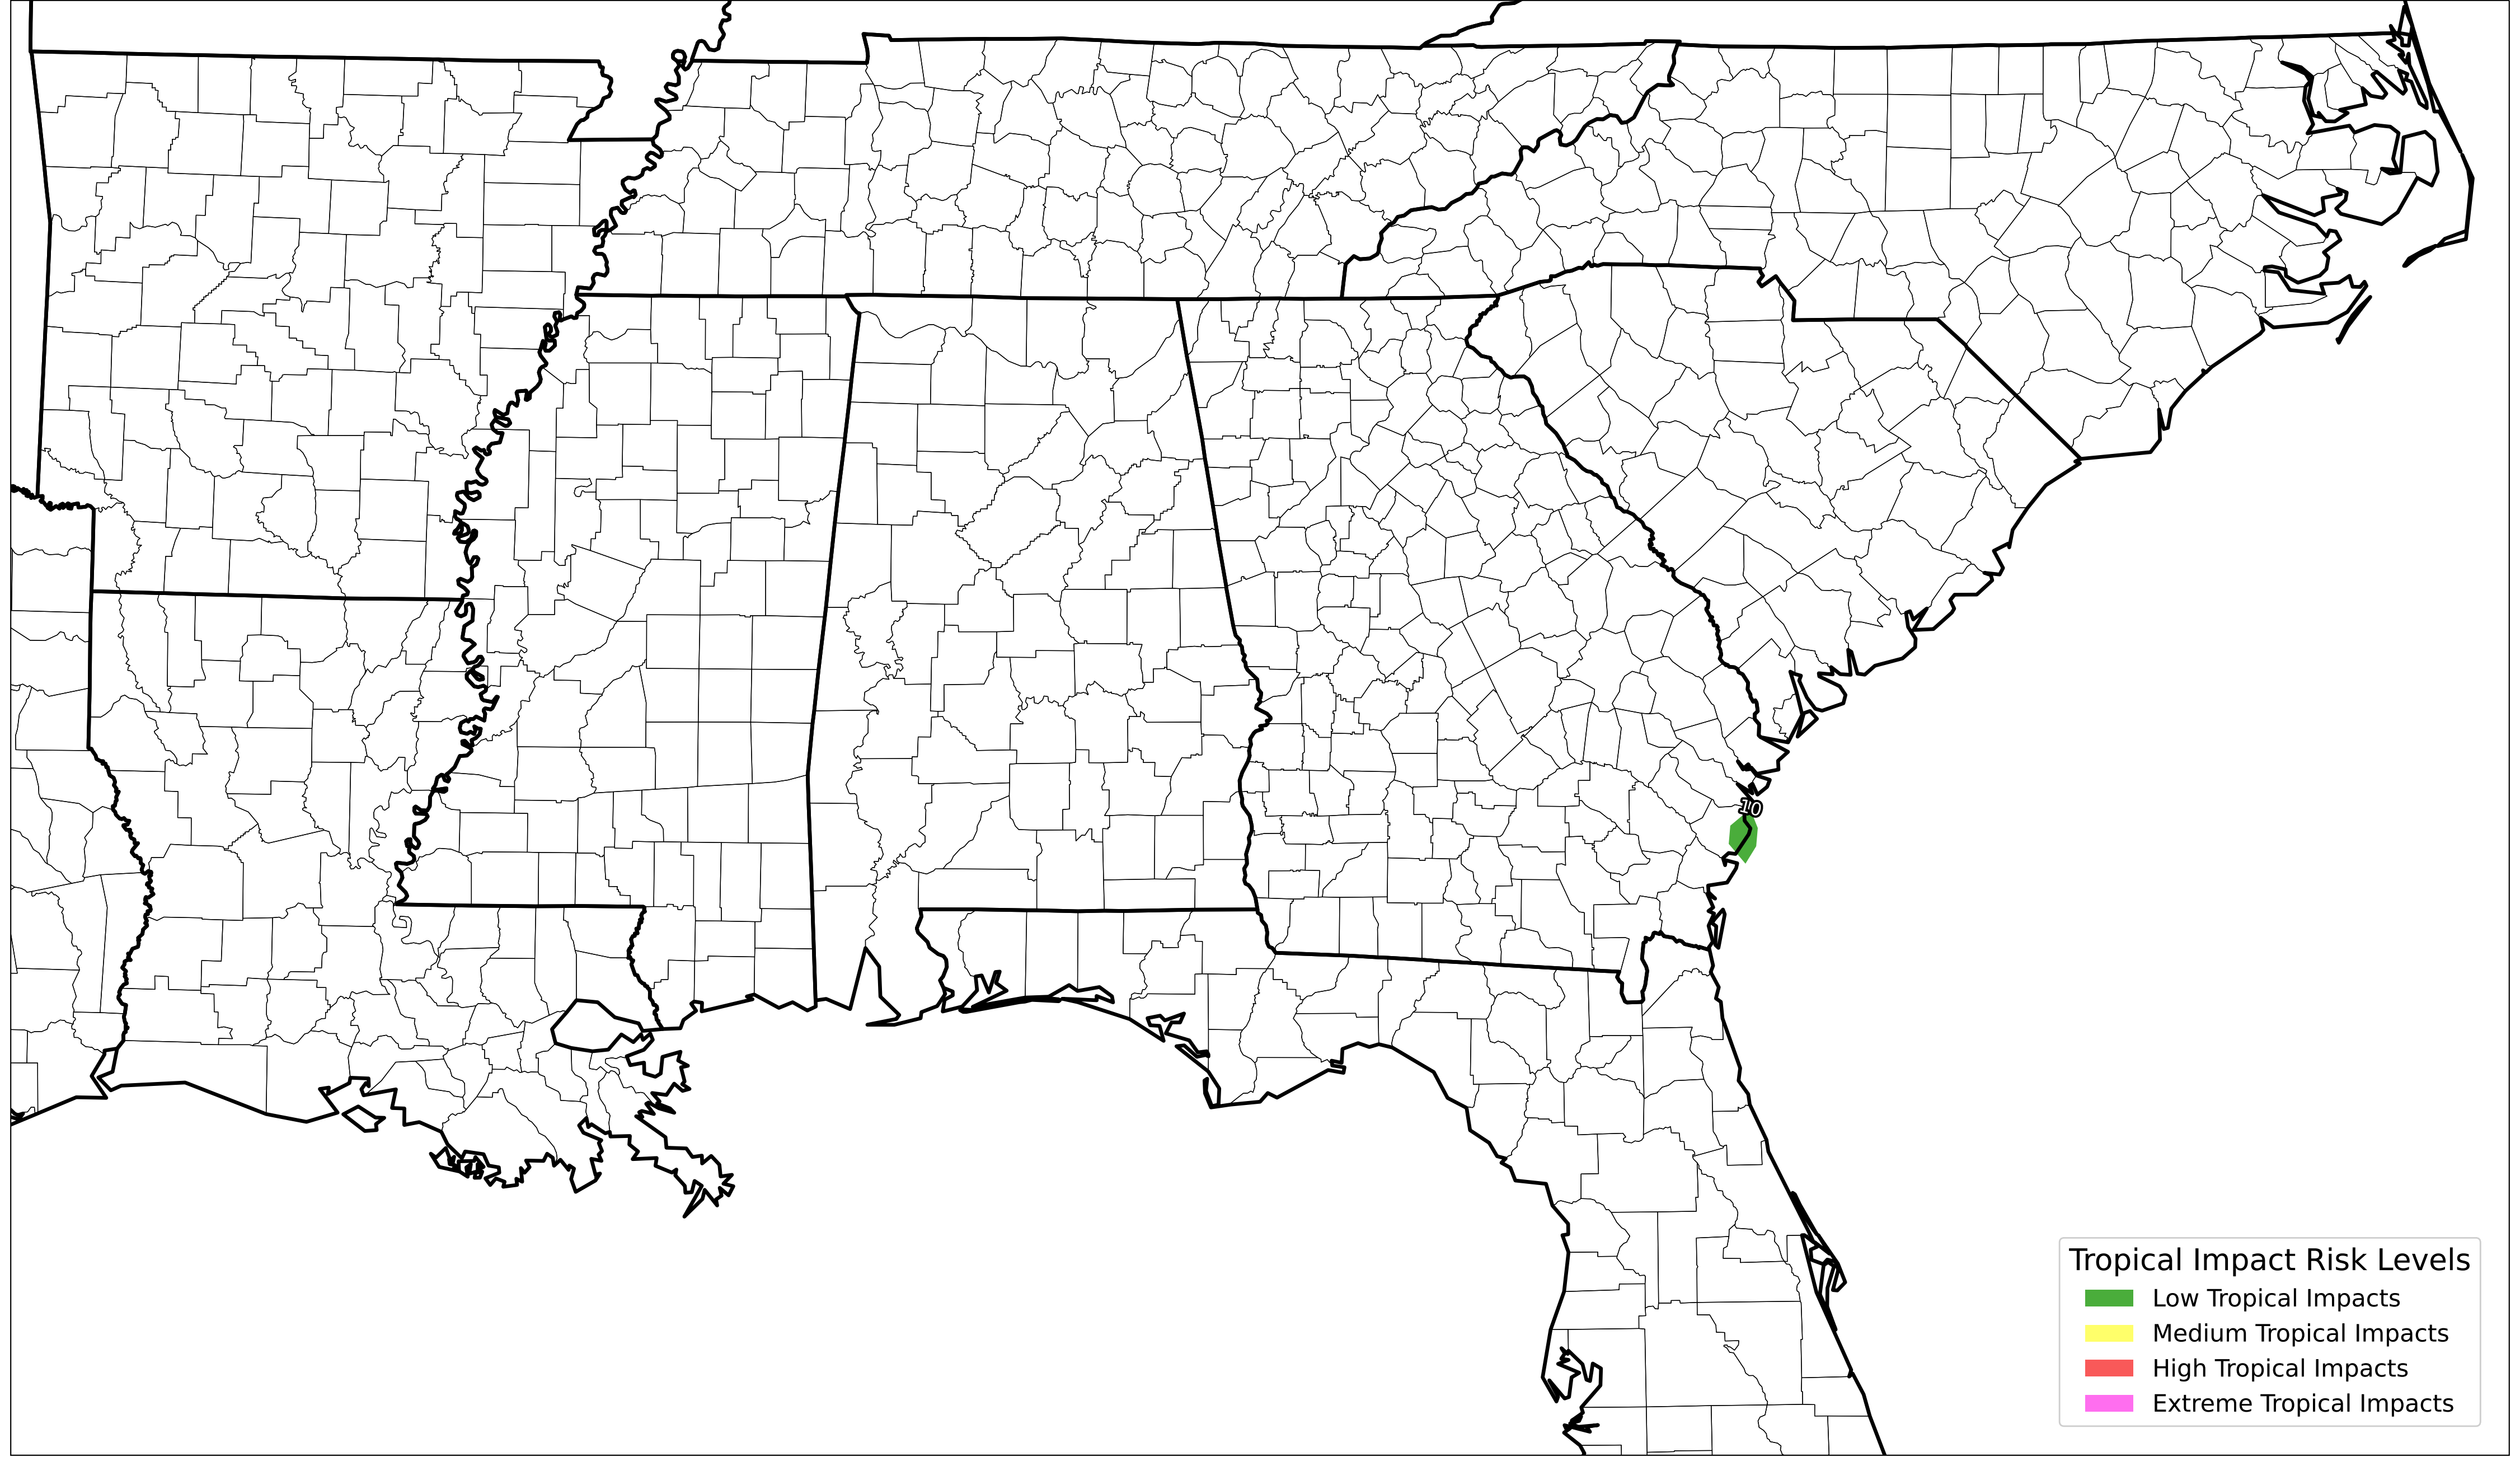 10
Tropical Impact Risk Levels
Low Tropical Impacts
Medium Tropical Impacts
High Tropical Impacts
Extreme Tropical Impacts